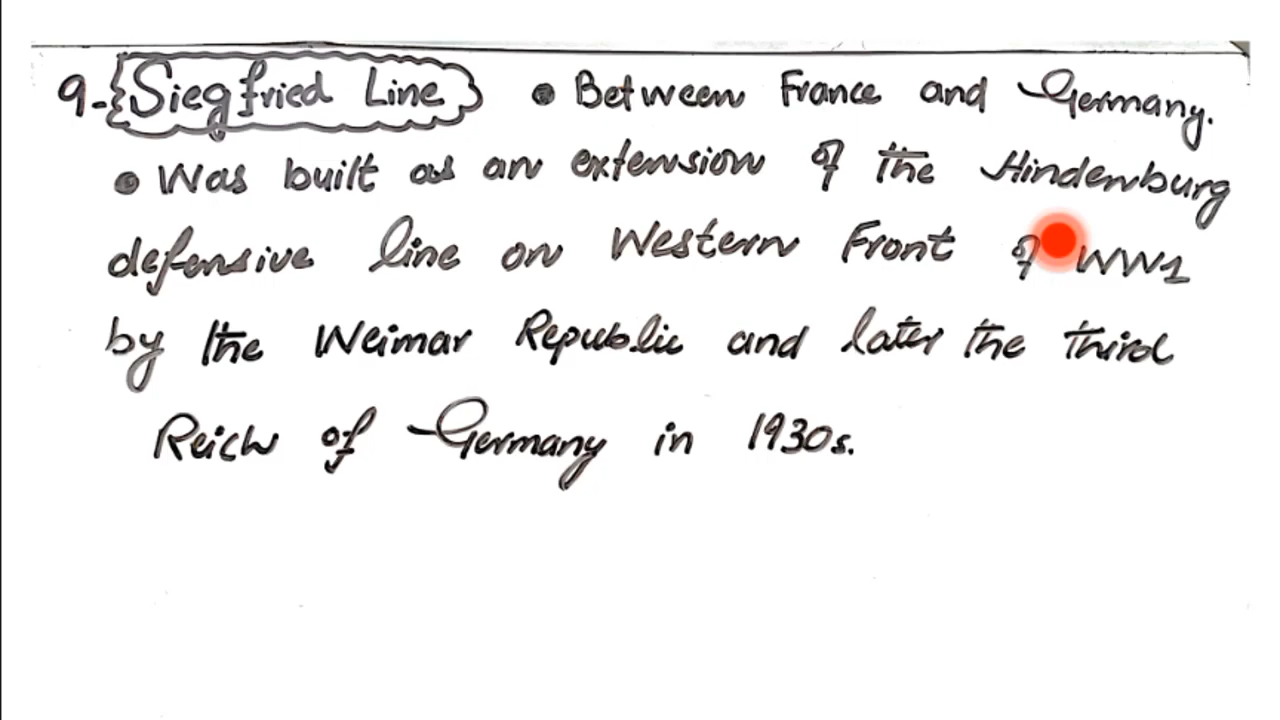 9. Siegfried Line • Between France and Germany.
• Was built as an extension of the Hindenburg
defensive line on Western Front of WW1
by the Weimar Republic and later the third
Reich of Germany in 1930s.